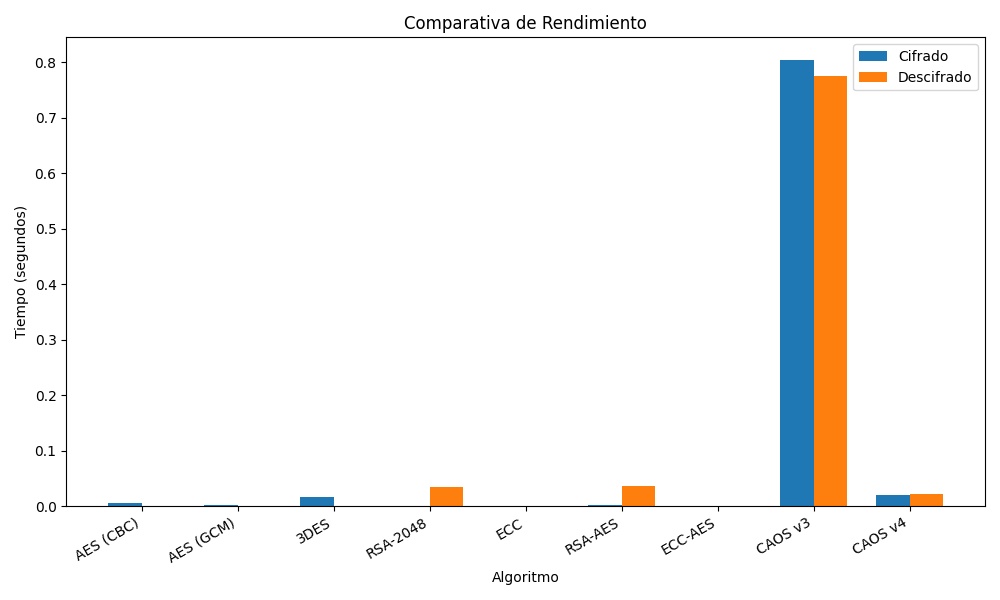 Comparativa de Rendimiento
Cifrado
Descifrado
Tiempo (segundos)
0.8
0.7
0.6
0.5
0.4
0.3
0.2
0.1
0.0
AES (CBC)
AES (GCM)
3DES
RSA-2048
ECC
RSA-AES
ECC-AES
CAOS v3
CAOS v4
Algoritmo